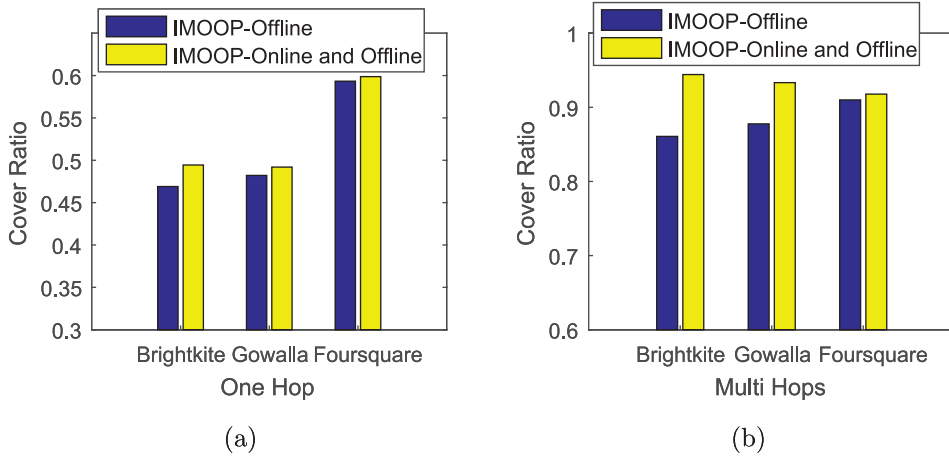 IMOOP-Offline
IMOOP-Online and Offline
0.6
0.55
0.5
0.45
0.4
0.35
0.3
Cover Ratio
Brightkite Gowalla Foursquare
One Hop
(a)
IMOOP-Offline
IMOOP-Online and Offline
1
0.9
0.8
0.7
0.6
Cover Ratio
Brightkite Gowalla Foursquare
Multi Hops
(b)